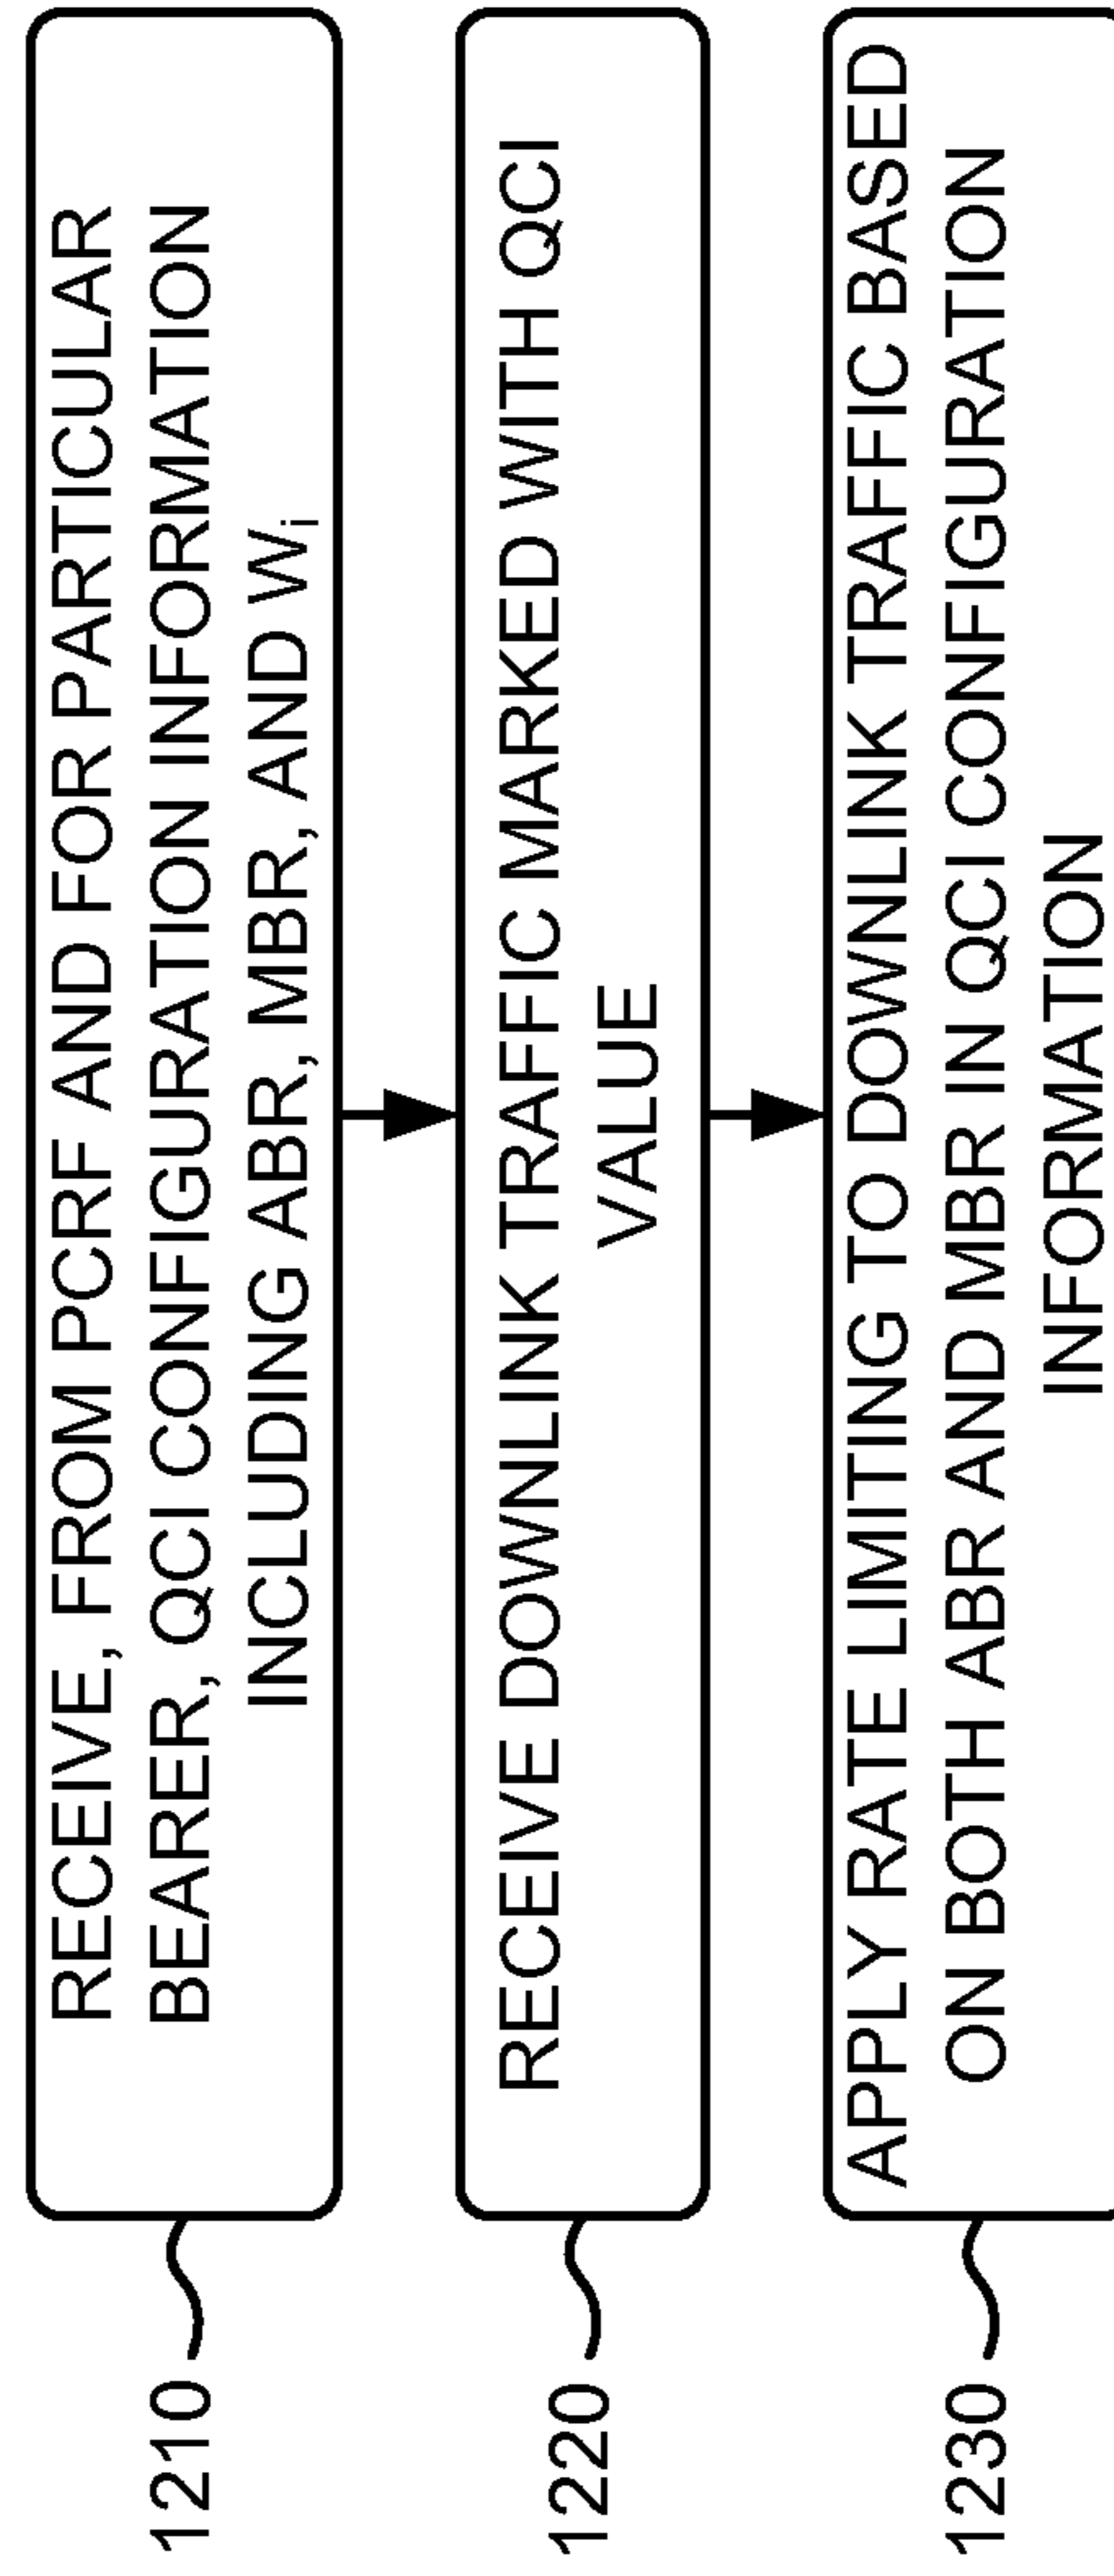 RECEIVE, FROM PCRF AND FOR PARTICULAR
BEARER, QCI CONFIGURATION INFORMATION
INCLUDING ABR, MBR, AND Wi
1210
RECEIVE DOWNLINK TRAFFIC MARKED WITH QCI
VALUE
1220
APPLY RATE LIMITING TO DOWNLINK TRAFFIC BASED
ON BOTH ABR AND MBR IN QCI CONFIGURATION
INFORMATION
1230